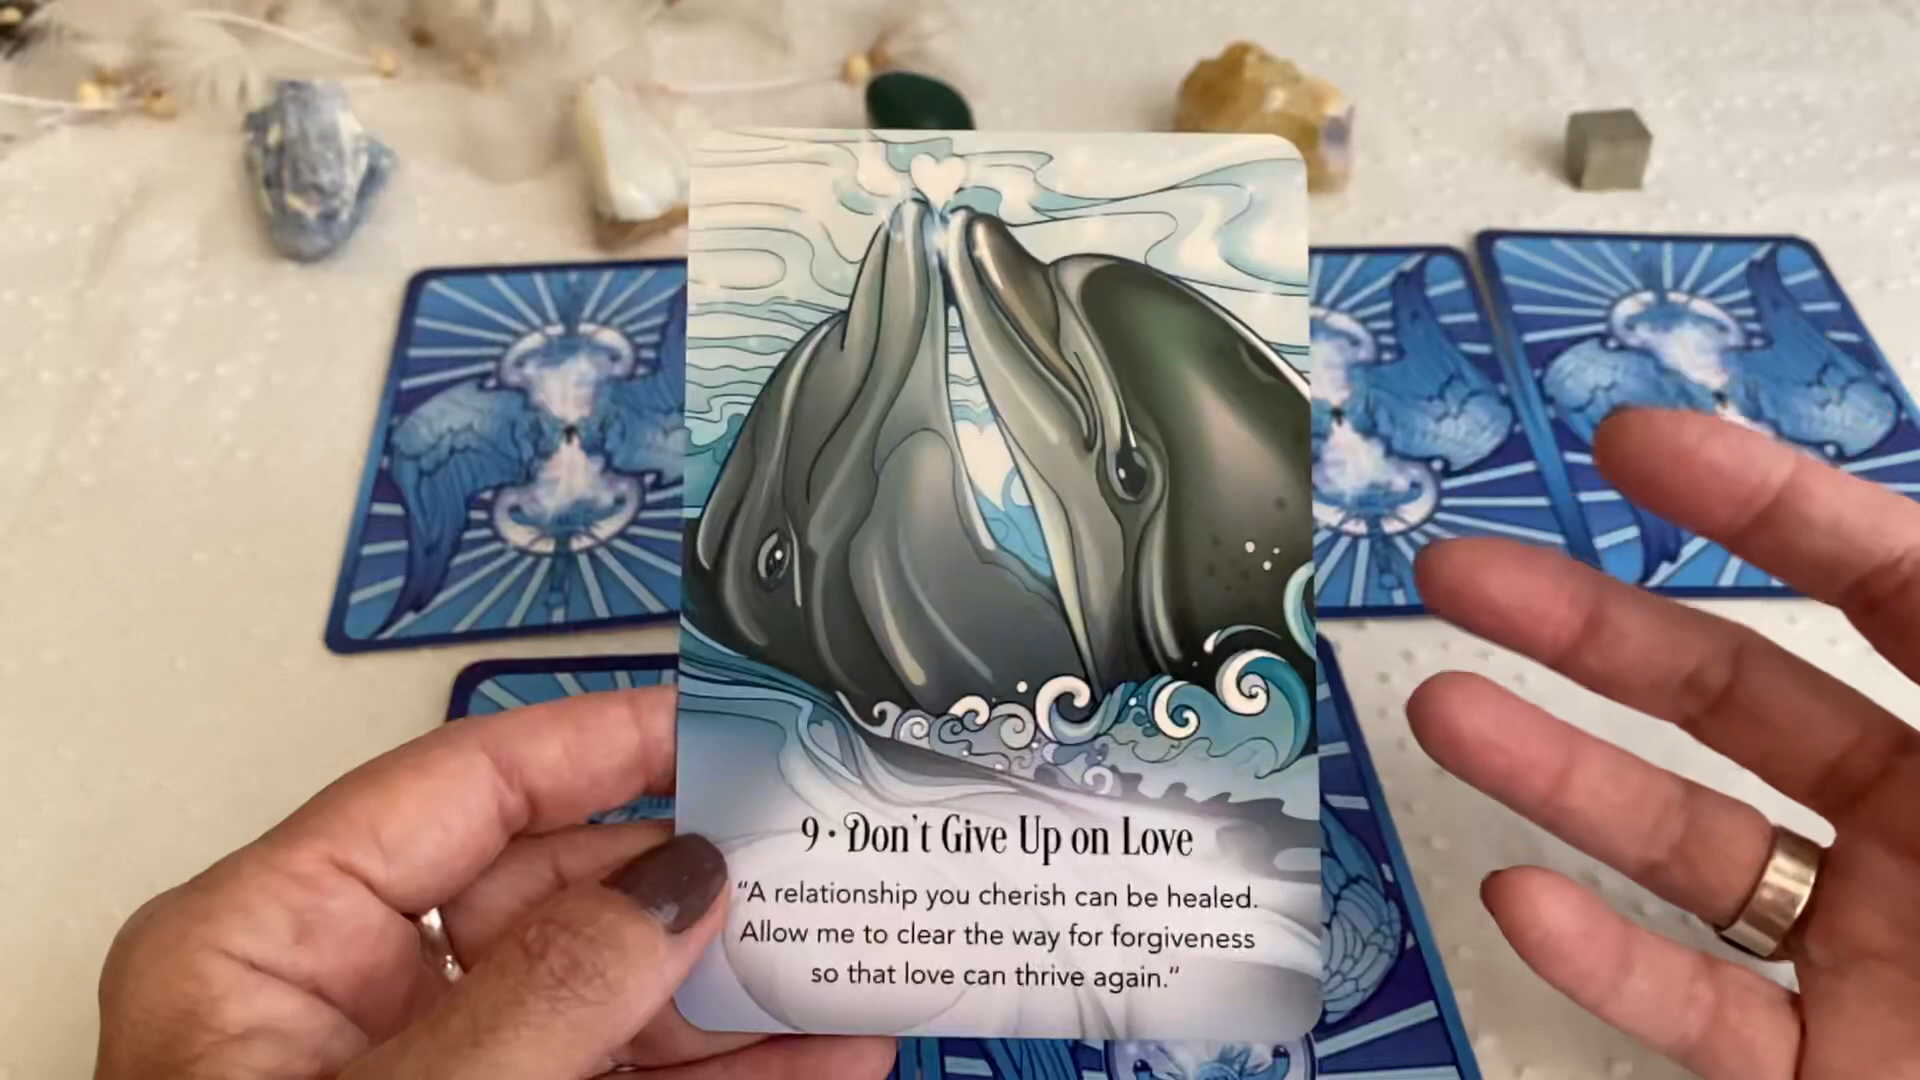 9 · Don't Give Up on Love
“A relationship you cherish can be healed.
Allow me to clear the way for forgiveness
so that love can thrive again.”